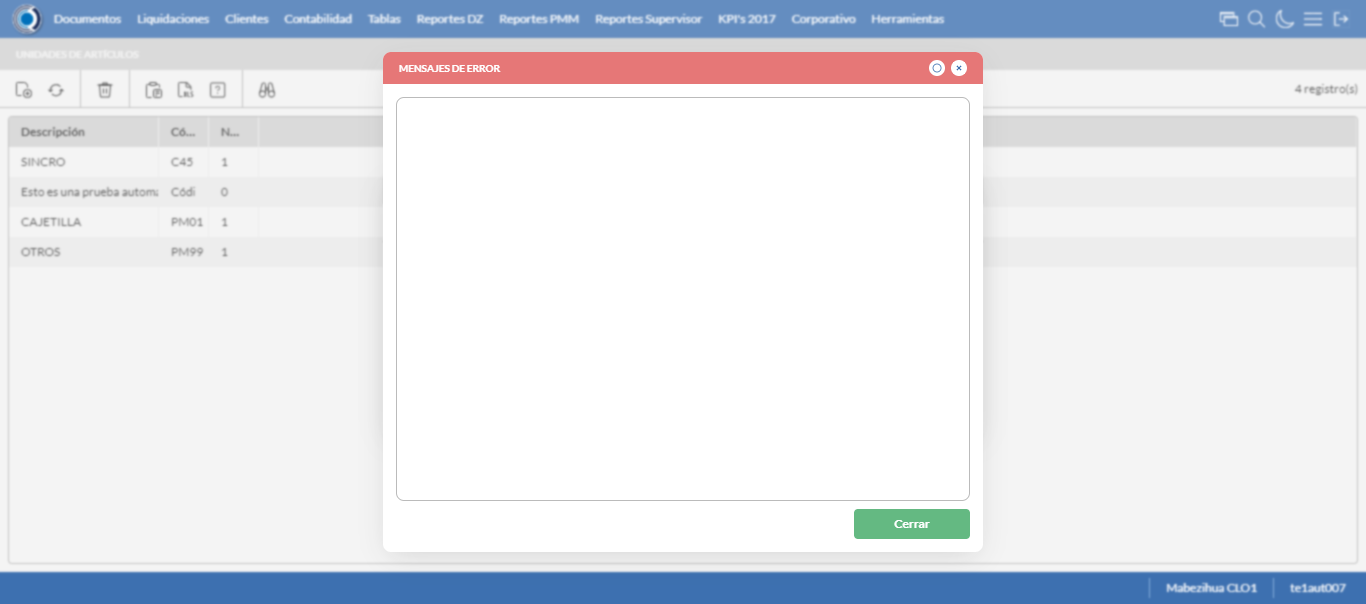 Documentos Liquidaciones Clientes Contabilidad Tablas Reportes DZ Reportes PMM Reportes Supervisor KPI's 2017 Corporativo Herramientas
UNIDADES DE ARTÍCULOS
MENSAJES DE ERROR
4 registro(s)
Descripción Có... N...
SINCRO C45 1
Esto es una prueba automa Códi 0
CAJETILLA PM01 1
OTROS PM99 1
Cerrar
Mabezihua CLO1 te1aut007